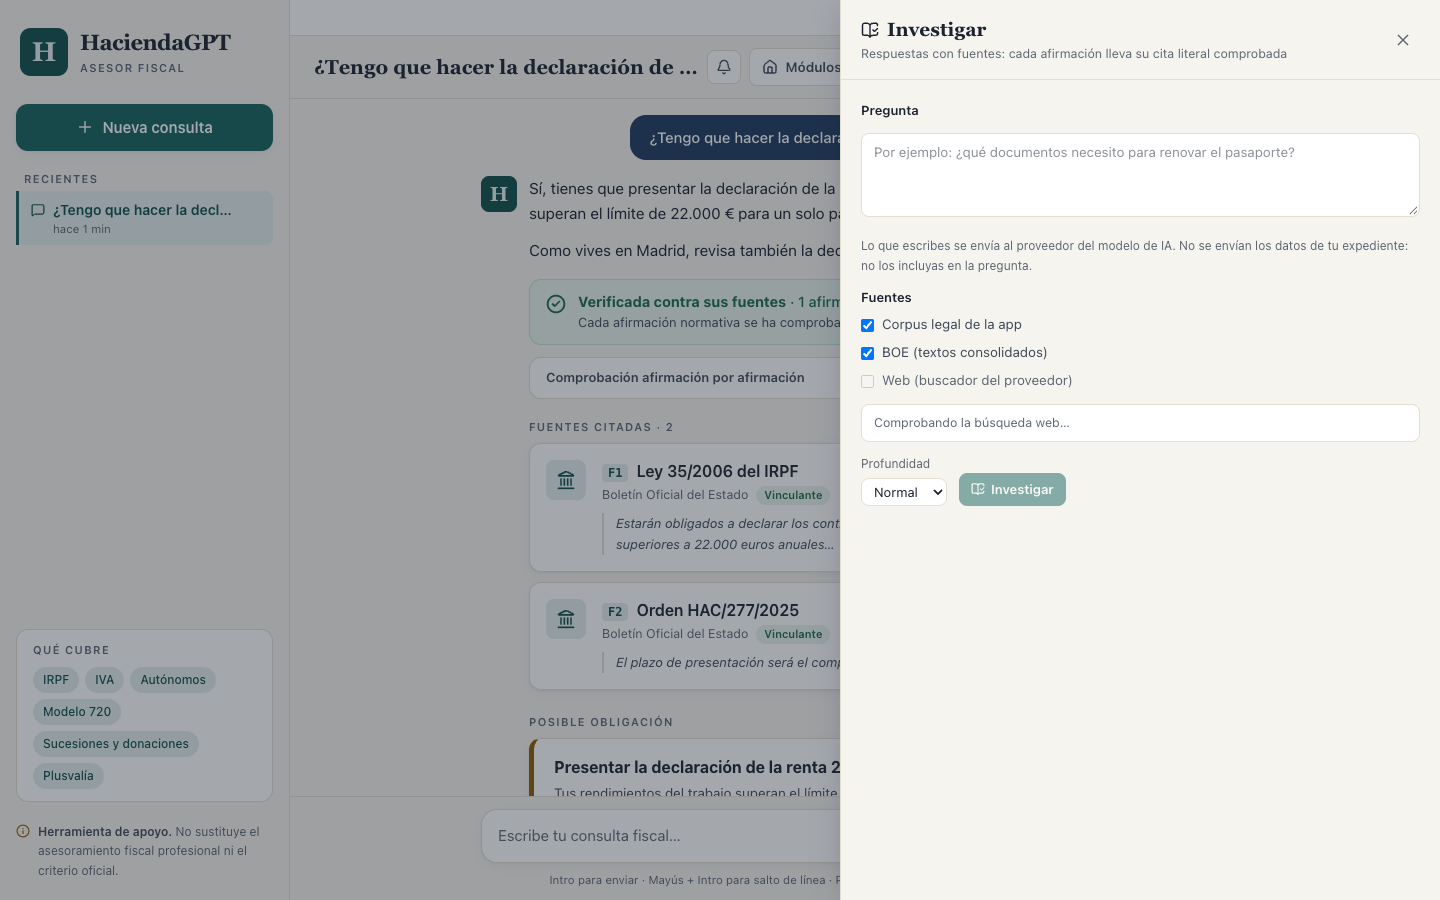 H
HaciendaGPT
ASESOR FISCAL
Nueva consulta
RECIENTES
¿Tengo que hacer la decl...
hace 1 min
QUÉ CUBRE
IRPF
IVA
Autónomos
Modelo 720
Sucesiones y donaciones
Plusvalía
Herramienta de apoyo. No sustituye el
asesoramiento fiscal profesional ni el
criterio oficial.
¿Tengo que hacer la declaración de ...
Módulos
¿Tengo que hacer la declara
H
Sí, tienes que presentar la declaración de la
superan el límite de 22.000 € para un solo
Como vives en Madrid, revisa también la
Verificada contra sus fuentes · 1
Cada afirmación normativa se ha
Comprobación afirmación por afirmación
FUENTES CITADAS · 2
F1 Ley 35/2006 del IRPF
Boletín Oficial del Estado Vinculante
Estarán obligados a declarar los
superiores a 22.000 euros anuales...
F2 Orden HAC/277/2025
Boletín Oficial del Estado Vinculante
El plazo de presentación será el
POSIBLE OBLIGACIÓN
Presentar la declaración de la renta 2
Tus rendimientos del trabajo superan el límite
Escribe tu consulta fiscal...
Intro para enviar · Mayús + Intro para salto de línea ·
Investigar
Respuestas con fuentes: cada afirmación lleva su cita literal comprobada
Pregunta
Por ejemplo: ¿qué documentos necesito para renovar el pasaporte?
Lo que escribes se envía al proveedor del modelo de IA. No se envían los datos de tu expediente:
no los incluyas en la pregunta.
Fuentes
Corpus legal de la app
BOE (textos consolidados)
Web (buscador del proveedor)
Comprobando la búsqueda web...
Profundidad
Normal
Investigar